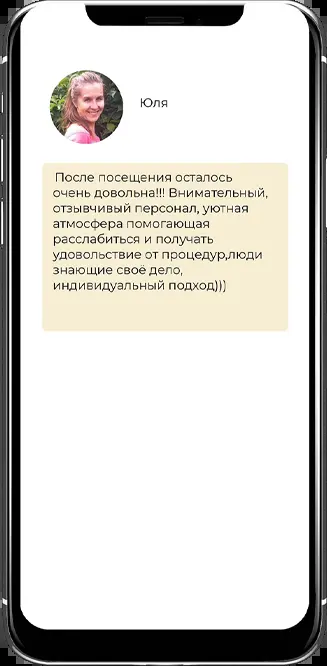 Юля
После посещения осталось
очень довольна!!! Внимательный,
отзывчивый персонал, уютная
атмосфера помогающая
расслабиться и получать
удовольствие от процедур,люди
знающие своё дело,
индивидуальный подход)))